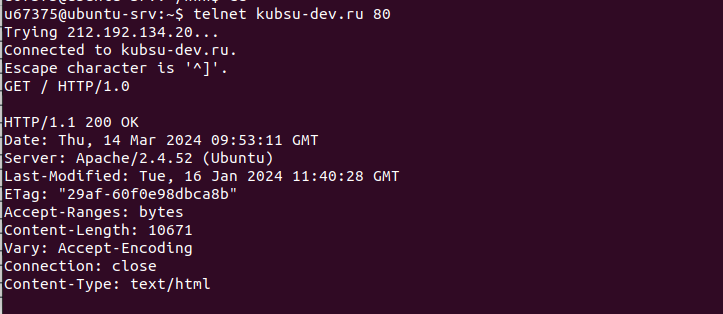 u67375@ubuntu-srv:~$ telnet kubsu-dev.ru 80
Trying 212.192.134.20...
Connected to kubsu-dev.ru.
Escape character is '^]'.
GET / HTTP/1.0
HTTP/1.1 200 OK
Date: Thu, 14 Mar 2024 09:53:11 GMT
Server: Apache/2.4.52 (Ubuntu)
Last-Modified: Tue, 16 Jan 2024 11:40:28 GMT
ETag: "29af-60f0e98dbca8b"
Accept-Ranges: bytes
Content-Length: 10671
Vary: Accept-Encoding
Connection: close
Content-Type: text/html